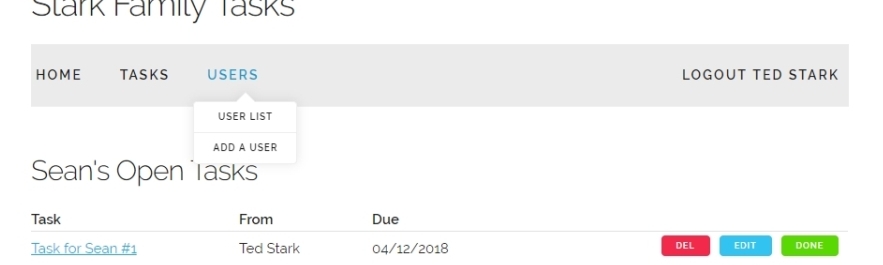 Stark Family Tasks
HOME TASKS USERS LOGOUT TED STARK
USER LIST
ADD A USER
Sean's Open Tasks
Task From Due
Task for Sean #1 Ted Stark 04/12/2018 DEL EDIT DONE